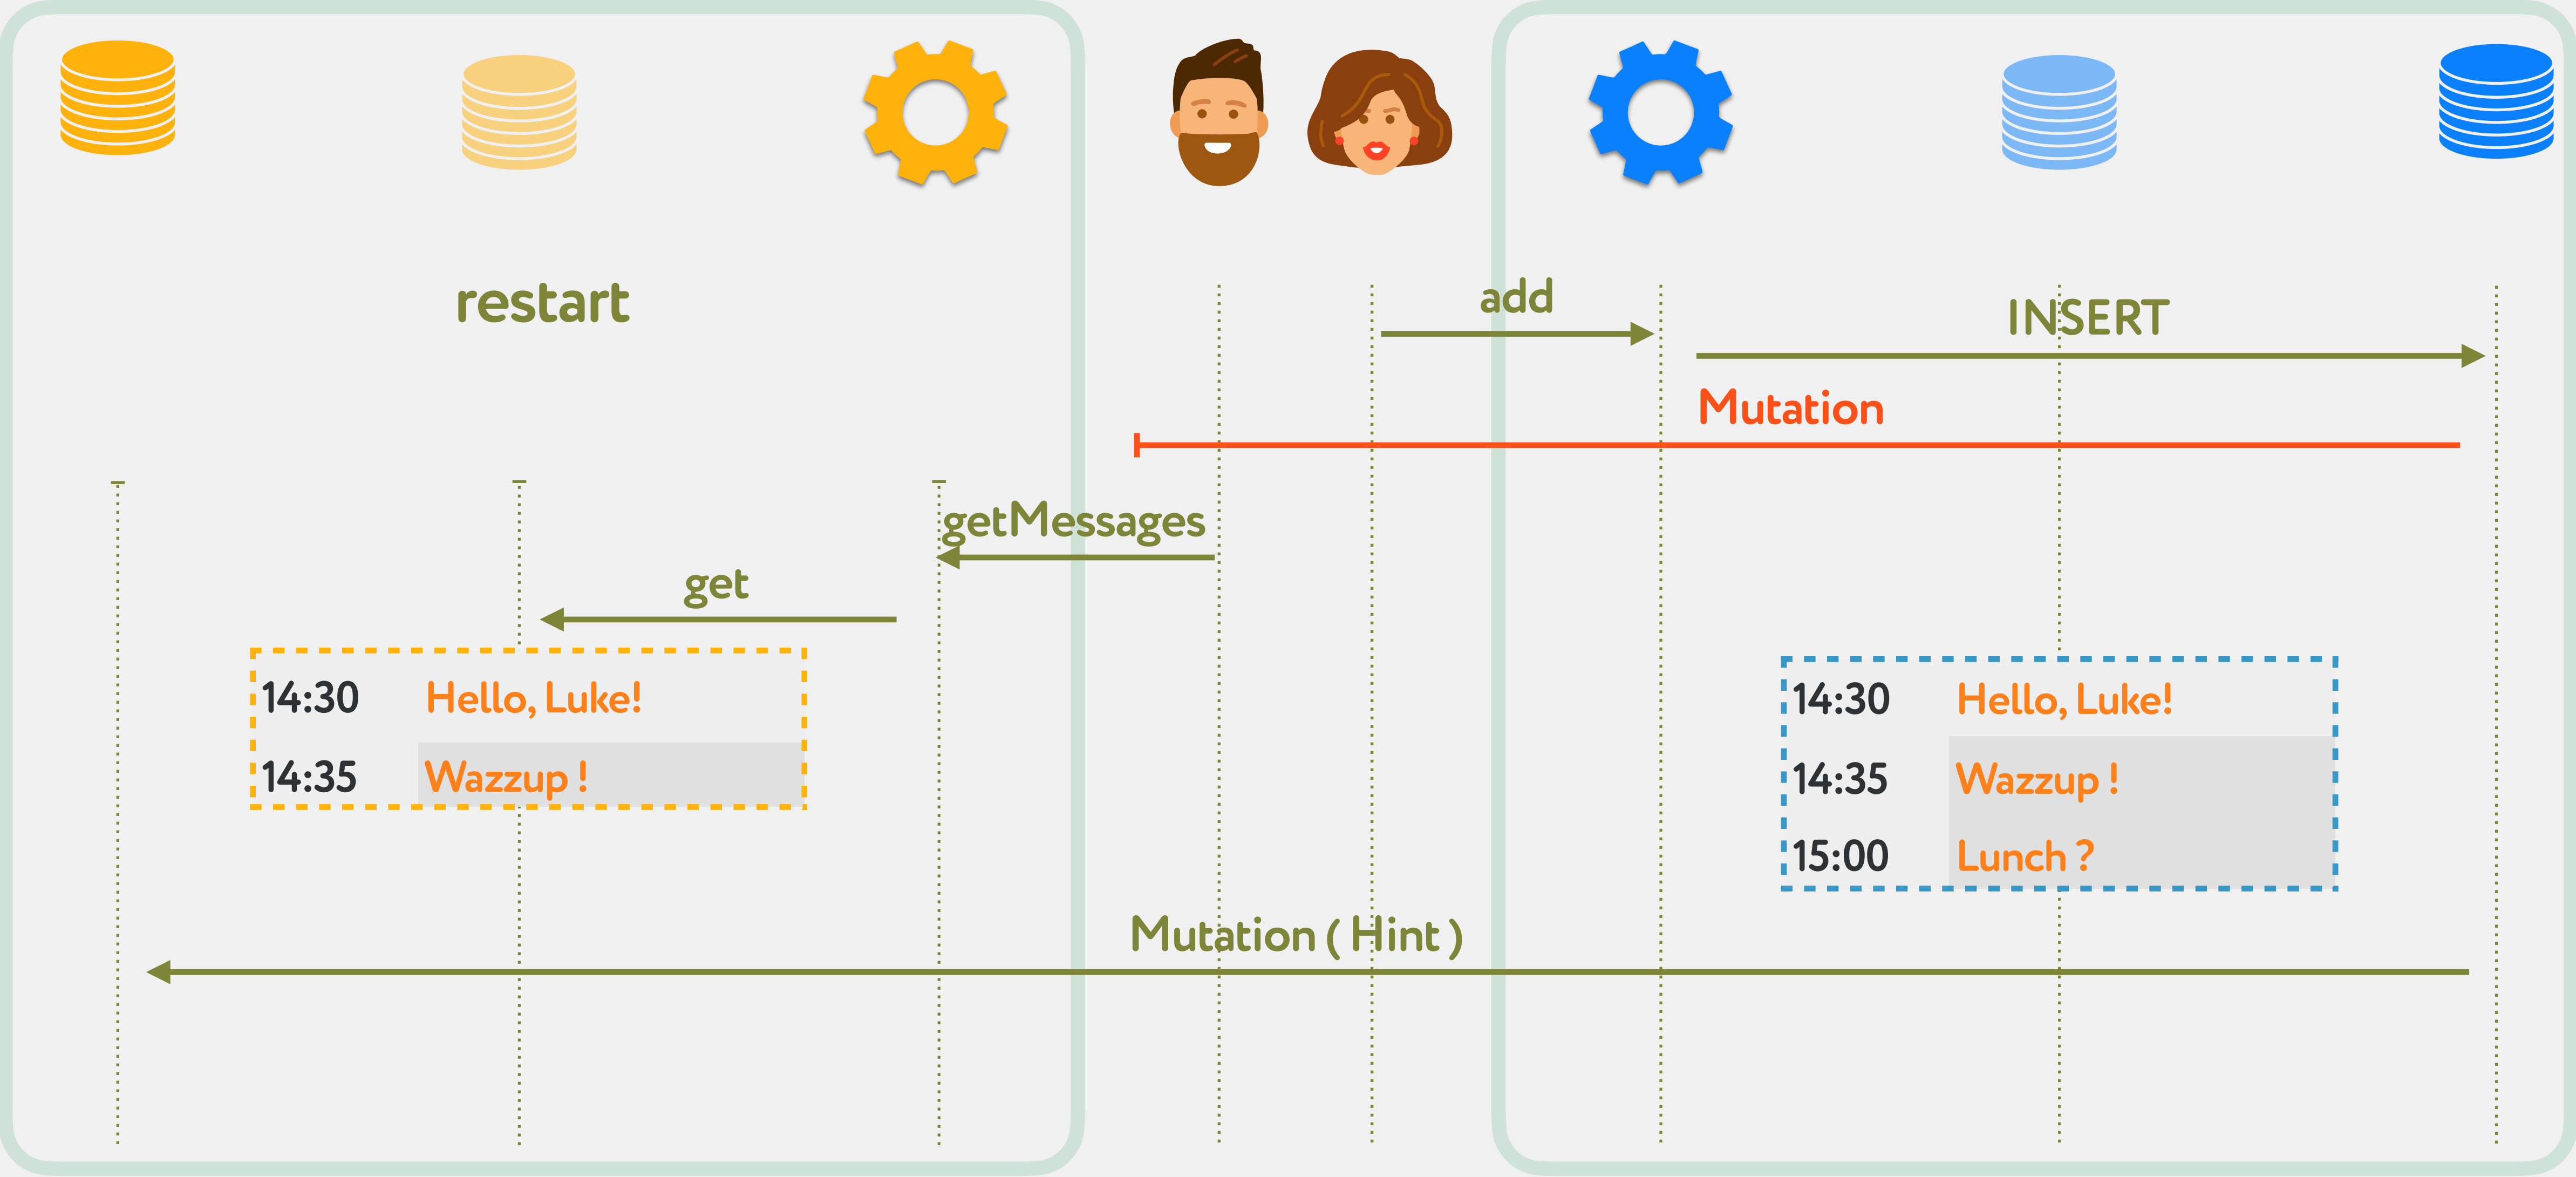 restart
add
INSERT
Mutation
getMessages
get
14:30 Hello, Luke!
14:35 Wazzup !
14:30 Hello, Luke!
14:35 Wazzup !
15:00 Lunch ?
Mutation ( Hint )